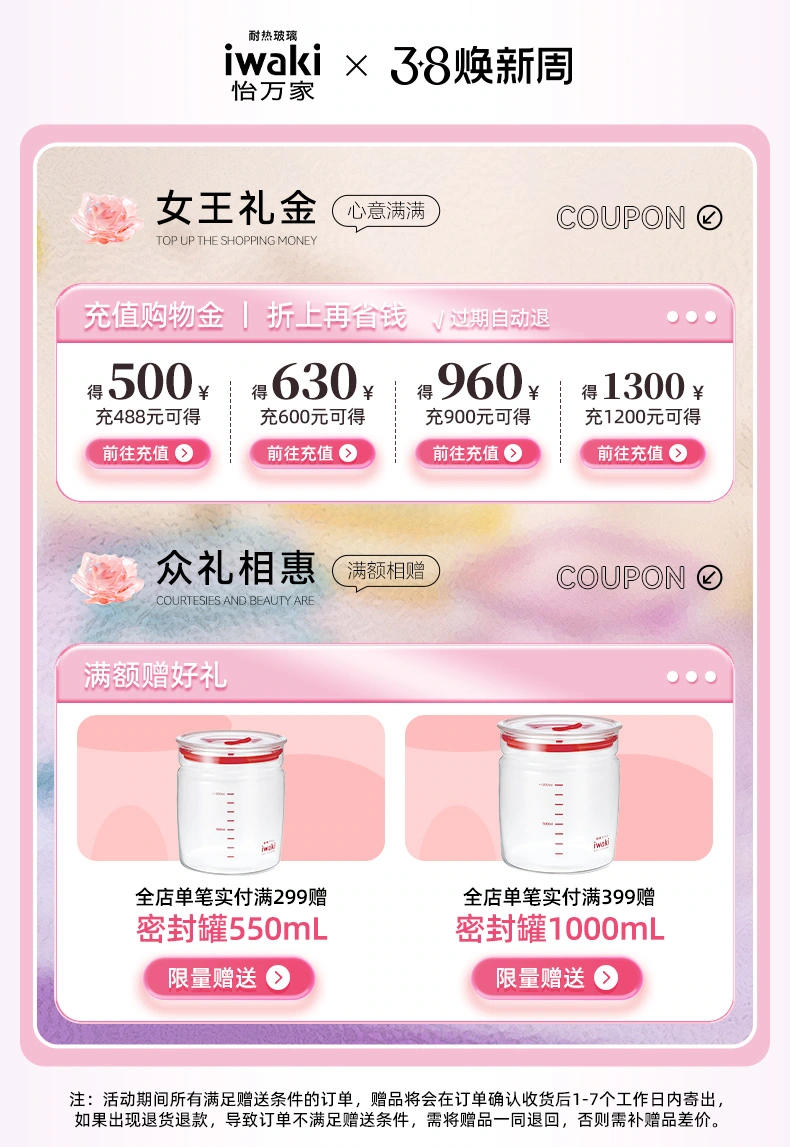 耐热玻璃
iwaki
怡万家
×
38焕新周
女王礼金
心意满满
TOP UP THE SHOPPING MONEY
COUPON
充值购物金 | 折上再省钱 √过期自动退
得500¥ 得630¥ 得960¥ 得1300¥
充488元可得 充600元可得 充900元可得 充1200元可得
前往充值 前往充值 前往充值 前往充值
众礼相惠
满额相赠
COURTESIES AND BEAUTY ARE
COUPON
满额赠好礼
iwaki iwaki
全店单笔实付满299赠 全店单笔实付满399赠
密封罐550mL 密封罐1000mL
限量赠送 限量赠送
注：活动期间所有满足赠送条件的订单，赠品将会在订单确认收货后1-7个工作日内寄出，
如果出现退货退款，导致订单不满足赠送条件，需将赠品一同退回，否则需补赠品差价。